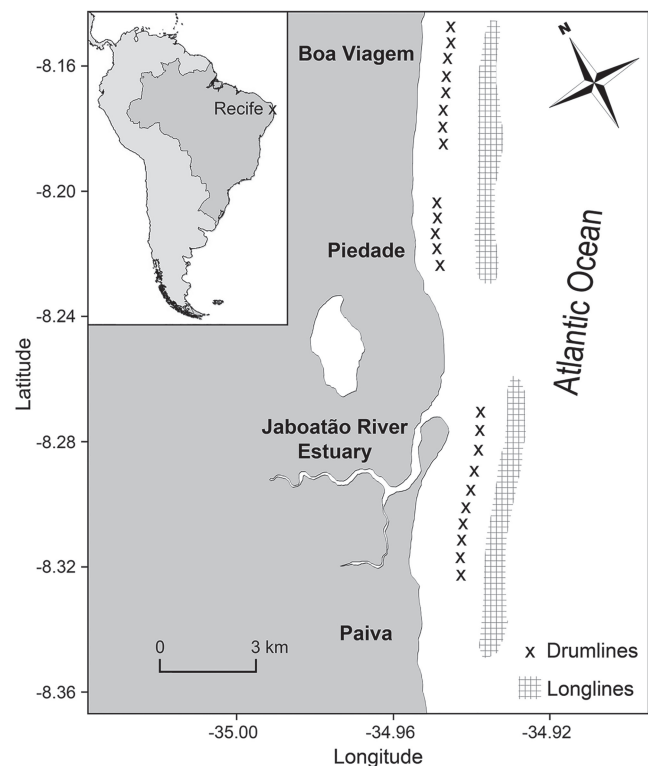 N
Boa Viagem
-8.16
Recife x
-8.20
Piedade
Atlantic Ocean
-8.24
Latitude
Jaboatão River
Estuary
-8.28
-8.32
Paiva
0 3 km
x Drumlines
Longlines
-8.36
-35.00 -34.96 -34.92
Longitude